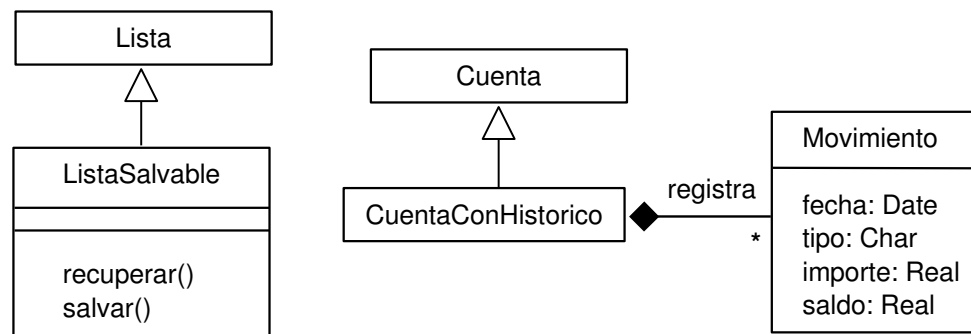 Lista
ListaSalvable
recuperar()
salvar()
Cuenta
CuentaConHistorico
registra
*
Movimiento
fecha: Date
tipo: Char
importe: Real
saldo: Real